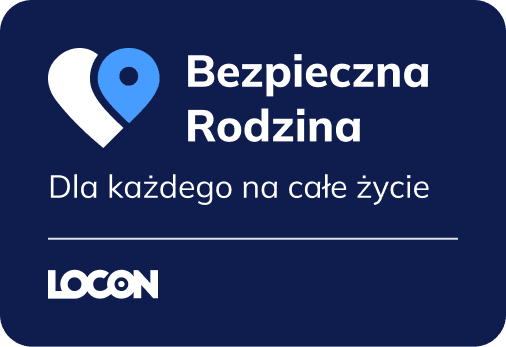 Bezpieczna
Rodzina
Dla każdego na całe życie
LOCON